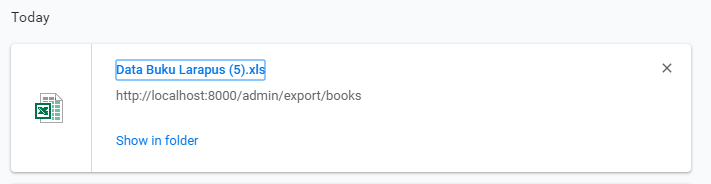 Today
Data Buku Larapus (5).xls
http://localhost:8000/admin/export/books
Show in folder